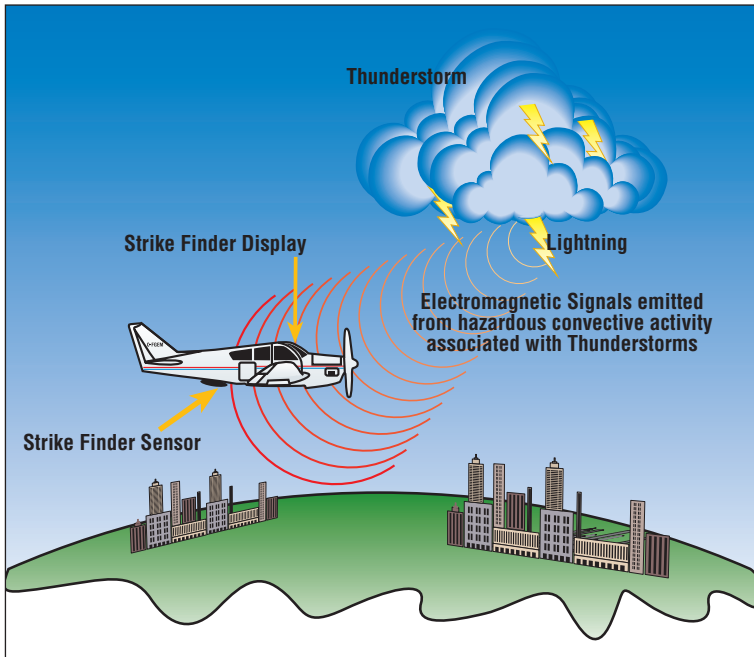 Thunderstorm
Strike Finder Display
Lightning
Electromagnetic Signals emitted
from hazardous convective activity
associated with Thunderstorms
Strike Finder Sensor